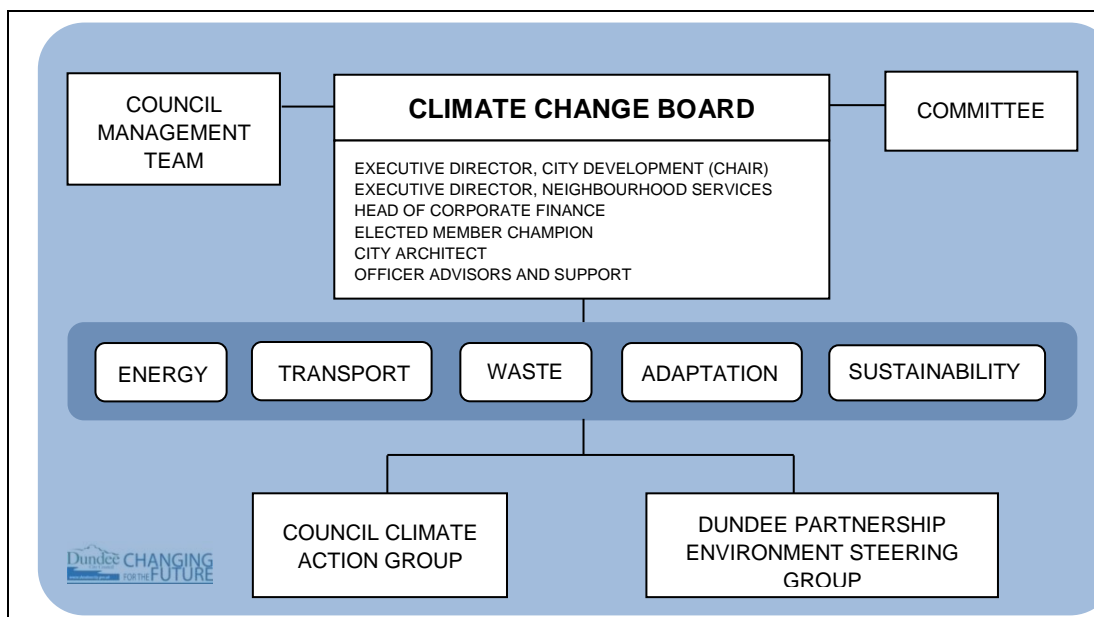 COUNCIL
MANAGEMENT
TEAM
CLIMATE CHANGE BOARD
EXECUTIVE DIRECTOR, CITY DEVELOPMENT (CHAIR)
EXECUTIVE DIRECTOR, NEIGHBOURHOOD SERVICES
HEAD OF CORPORATE FINANCE
ELECTED MEMBER CHAMPION
CITY ARCHITECT
OFFICER ADVISORS AND SUPPORT
COMMITTEE
ENERGY
TRANSPORT
WASTE
ADAPTATION
SUSTAINABILITY
COUNCIL CLIMATE
ACTION GROUP
DUNDEE PARTNERSHIP
ENVIRONMENT STEERING
GROUP
Dundee CHANGING
FOR THE FUTURE